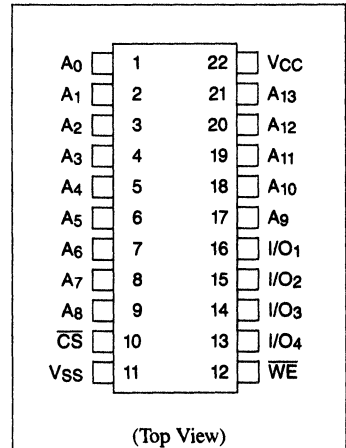 A0 1 22 VCC
A1 2 21 A13
A2 3 20 A12
A3 4 19 A11
A4 5 18 A10
A5 6 17 A9
A6 7 16 I/O1
A7 8 15 I/O2
A8 9 14 I/O3
C̅S̅ 10 13 I/O4
VSS 11 12 W̅E̅
(Top View)